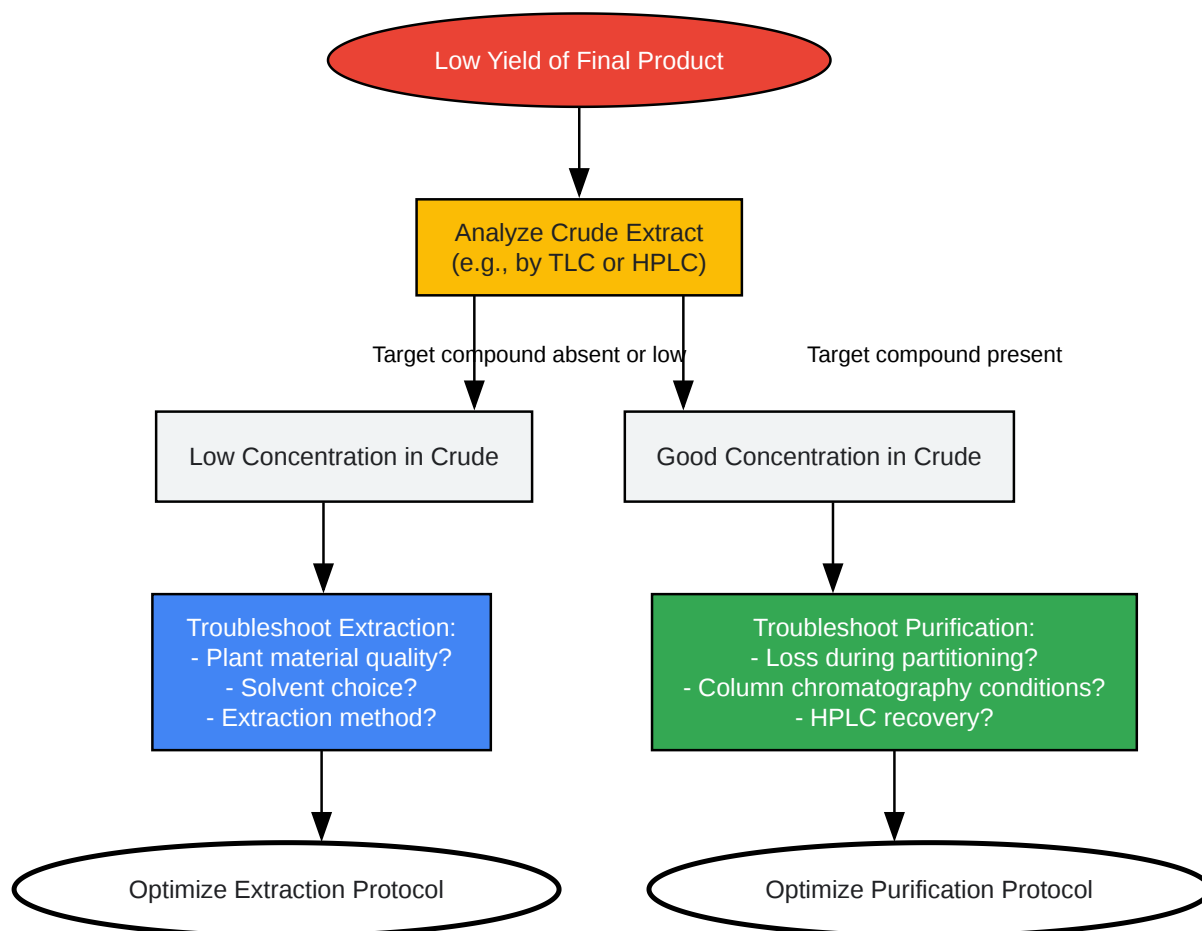 Low Yield of Final Product
Analyze Crude Extract
(e.g., by TLC or HPLC)
Target compound absent or low
Target compound present
Low Concentration in Crude
Good Concentration in Crude
Troubleshoot Extraction:
- Plant material quality?
- Solvent choice?
- Extraction method?
Troubleshoot Purification:
- Loss during partitioning?
- Column chromatography conditions?
- HPLC recovery?
Optimize Extraction Protocol
Optimize Purification Protocol